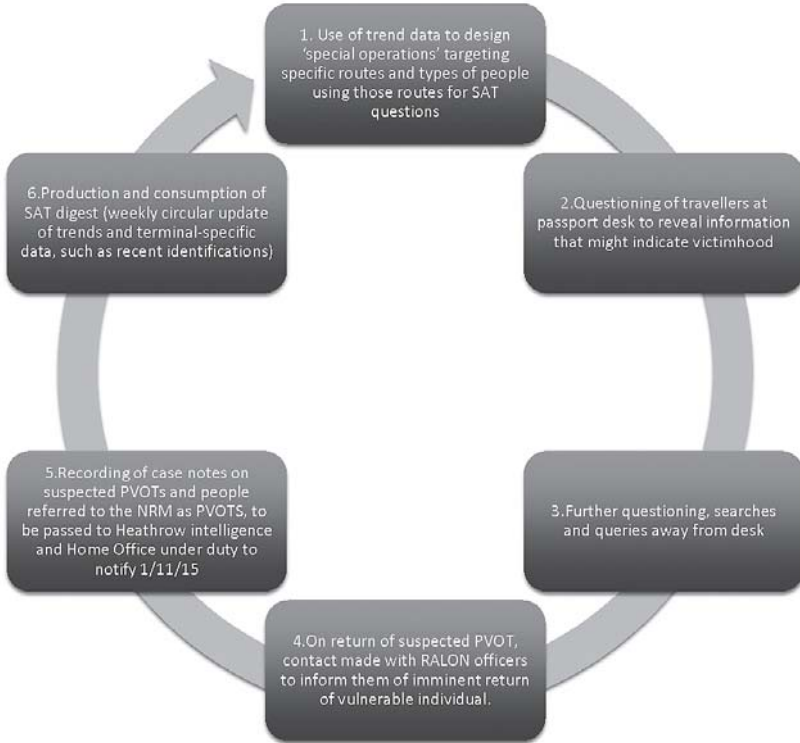 1. Use of trend data to design
'special operations' targeting
specific routes and types of people
using those routes for SAT
questions
2.Questioning of travellers at
passport desk to reveal information
that might indicate victimhood
3.Further questioning, searches
and queries away from desk
4.On return of suspected PVOT,
contact made with RALON officers
to inform them of imminent return
of vulnerable individual.
5.Recording of case notes on
suspected PVOTs and people
referred to the NRM as PVOTS, to
be passed to Heathrow intelligence
and Home Office under duty to
notify 1/11/15
6.Production and consumption of
SAT digest (weekly circular update
of trends and terminal-specific
data, such as recent identifications)